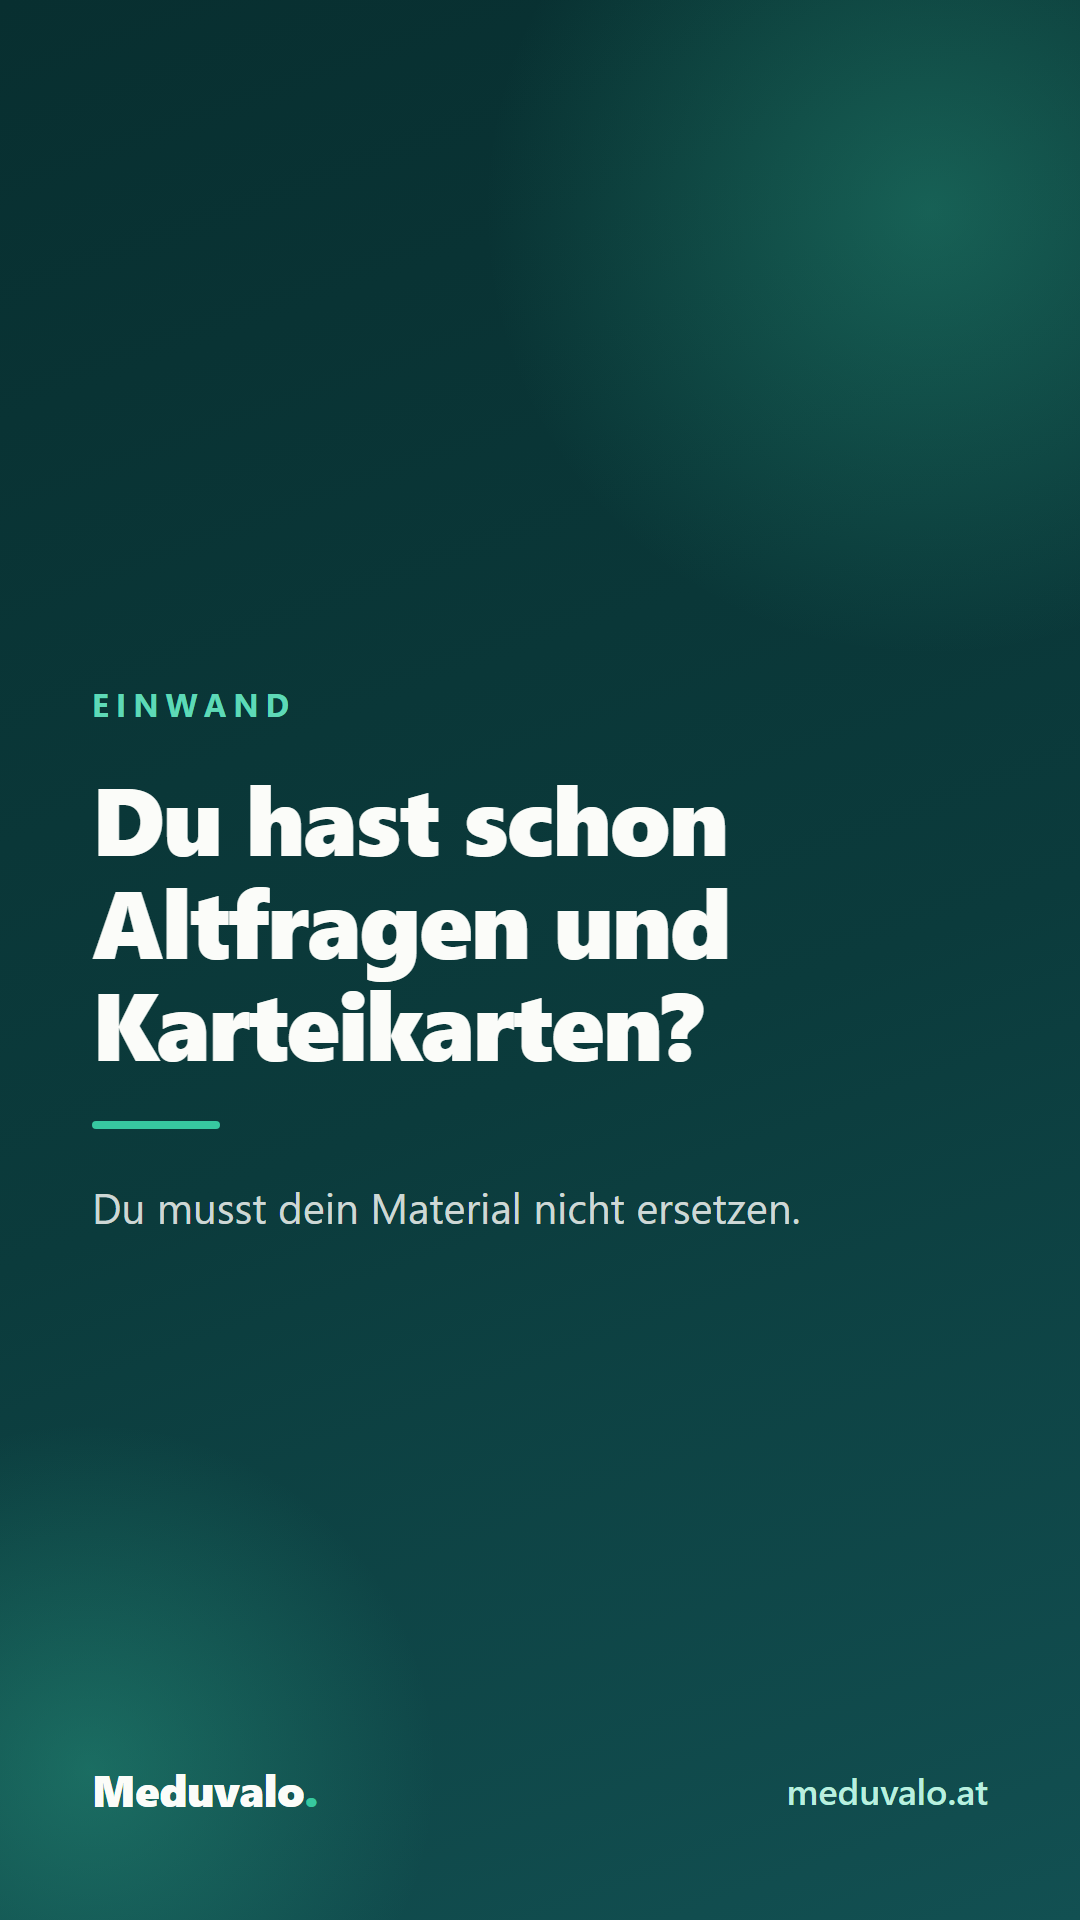 EINWAND
Du hast schon
Altfragen und
Karteikarten?
Du musst dein Material nicht ersetzen.
Meduvalo.
meduvalo.at